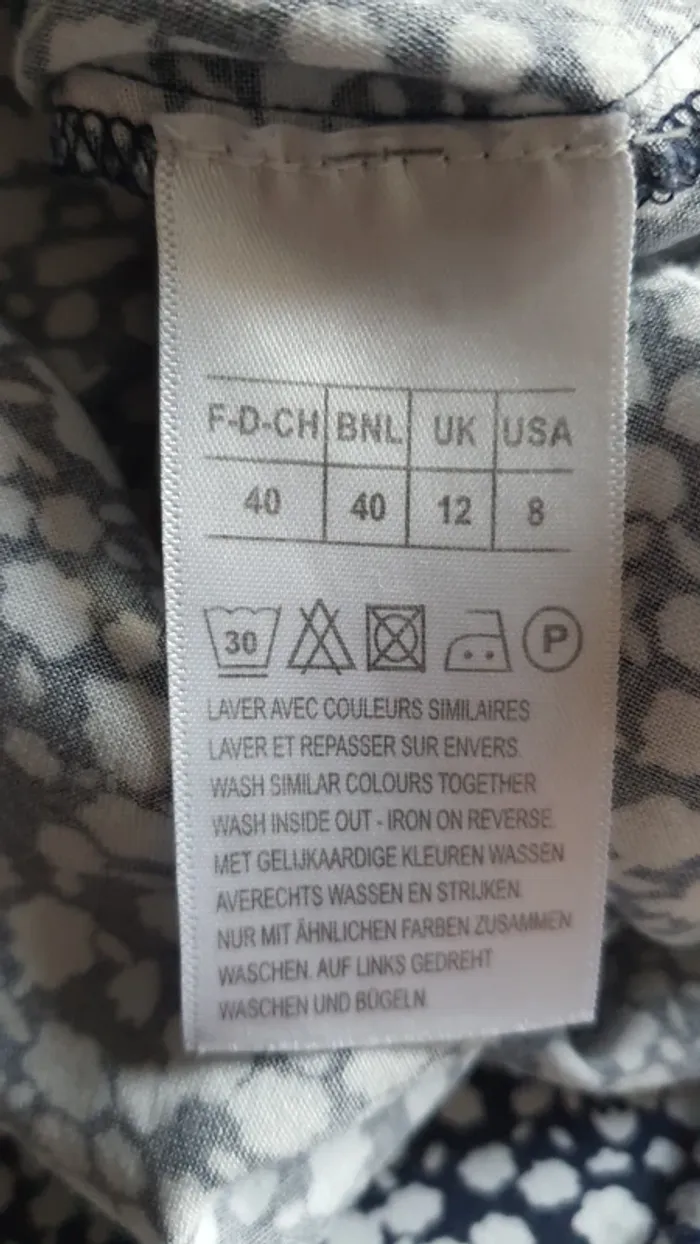 F-D-CH BNL UK USA
40 40 12 8
30 P
LAVER AVEC COULEURS SIMILAIRES
LAVER ET REPASSER SUR ENVERS.
WASH SIMILAR COLOURS TOGETHER
WASH INSIDE OUT - IRON ON REVERSE.
MET GELIJKAARDIGE KLEUREN WASSEN
AVERECHTS WASSEN EN STRIJKEN.
NUR MIT ÄHNLICHEN FARBEN ZUSAMMEN
WASCHEN. AUF LINKS GEDREHT
WASCHEN UND BÜGELN.